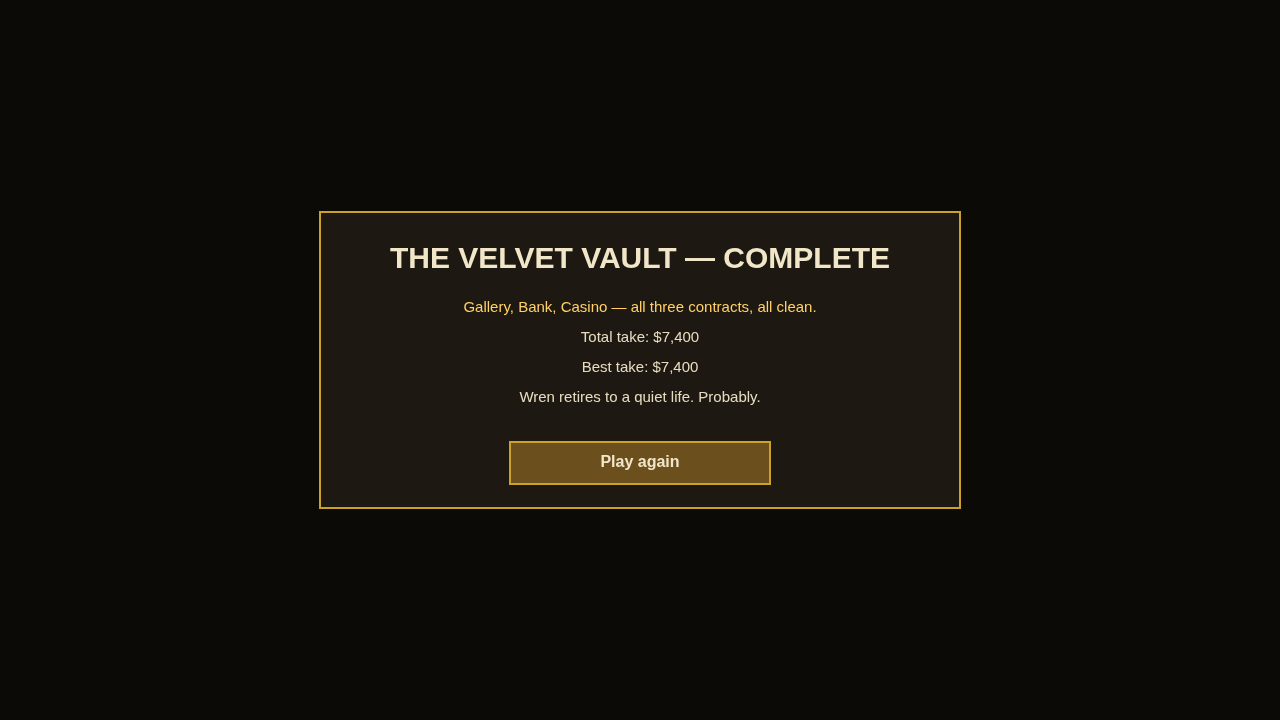 THE VELVET VAULT — COMPLETE
Gallery, Bank, Casino — all three contracts, all clean.
Total take: $7,400
Best take: $7,400
Wren retires to a quiet life. Probably.
Play again